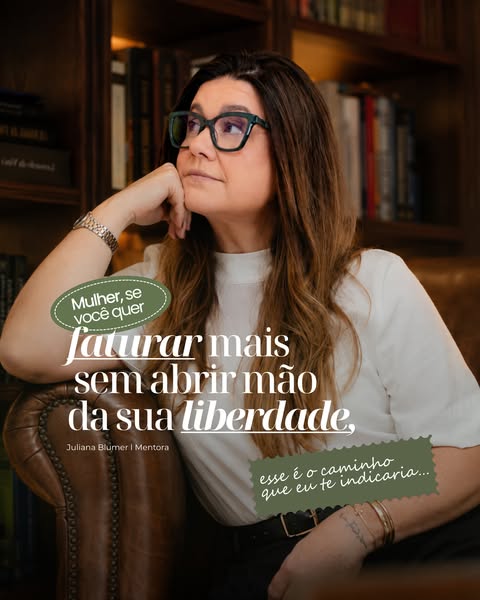 Mulher, se
você quer
faturar mais
sem abrir mão
da sua liberdade,
Juliana Blumer | Mentora
esse é o caminho
que eu te indicaria...